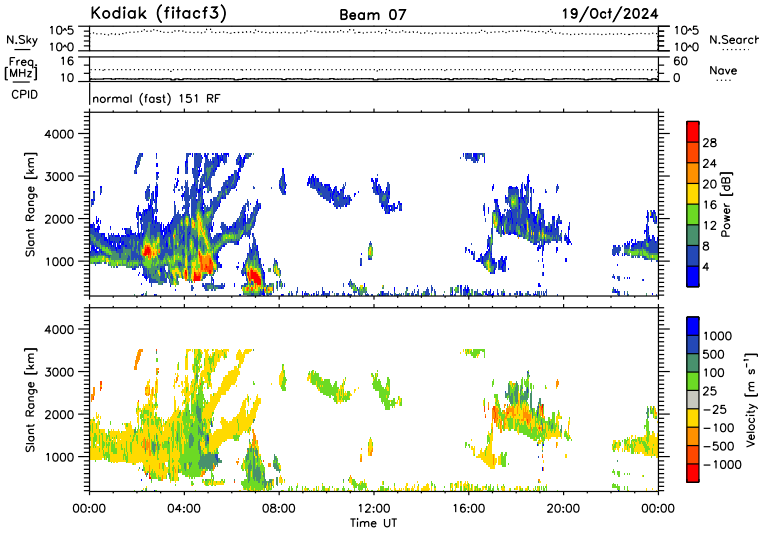 Kodiak (fitacf3) Beam 07 19/Oct/2024
N.Sky 10^5 10^0 10^5 10^0 N.Search
Freq. [MHz] 16 10 60 0 Nave
CPID normal (fast) 151 RF
Slant Range [km] 4000 3000 2000 1000
Power [dB] 28 24 20 16 12 8 4
Slant Range [km] 4000 3000 2000 1000
Velocity [m s^-1] 1000 500 100 25 -25 -100 -500 -1000
00:00 04:00 08:00 12:00 16:00 20:00 00:00
Time UT